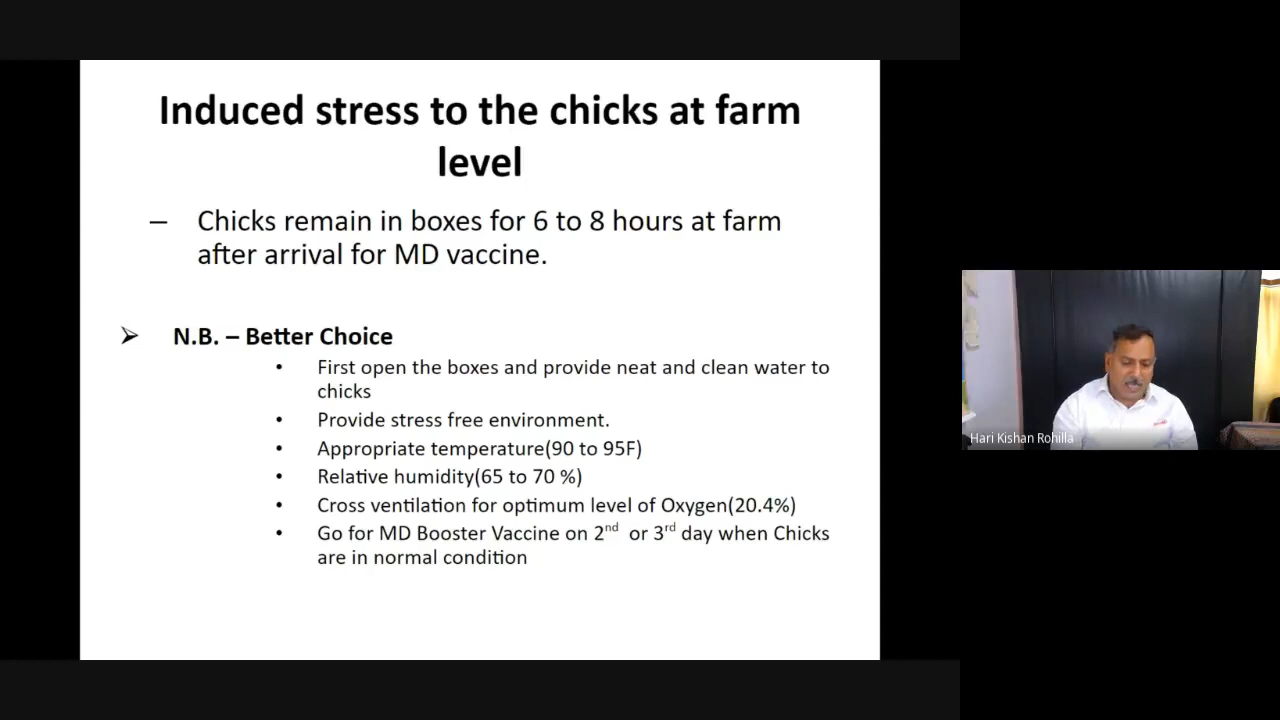 Induced stress to the chicks at farm
level
– Chicks remain in boxes for 6 to 8 hours at farm
after arrival for MD vaccine.
➢ N.B. – Better Choice
• First open the boxes and provide neat and clean water to
chicks
• Provide stress free environment.
• Appropriate temperature(90 to 95F)
• Relative humidity(65 to 70 %)
• Cross ventilation for optimum level of Oxygen(20.4%)
• Go for MD Booster Vaccine on 2nd or 3rd day when Chicks
are in normal condition
Hari Kishan Rohilla